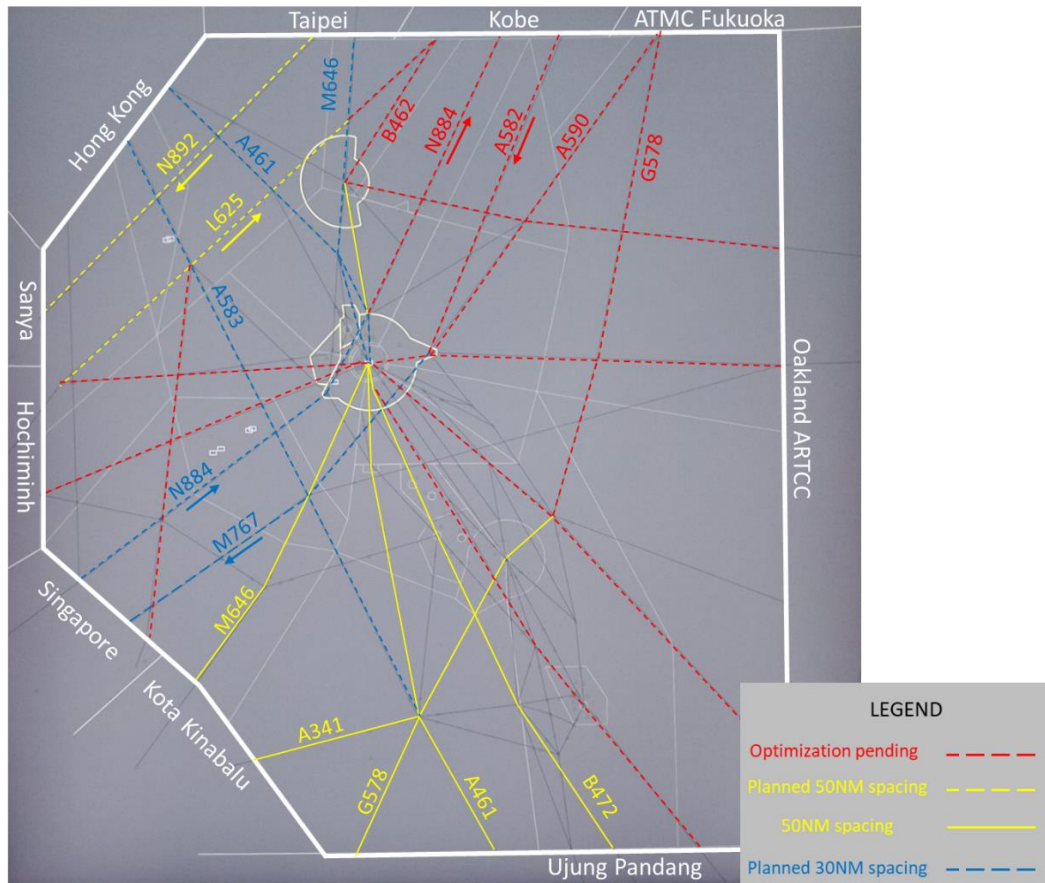 Taipei
Kobe
ATMC Fukuoka
Hong Kong
M646
B462
N884
A582
A590
G578
N892
A461
L625
Sanya
A583
Hochiminh
Oakland ARTCC
N884
M767
M646
Singapore
Kota Kinabalu
A341
G578
A461
B472
Ujung Pandang
LEGEND
Optimization pending
Planned 50NM spacing
50NM spacing
Planned 30NM spacing